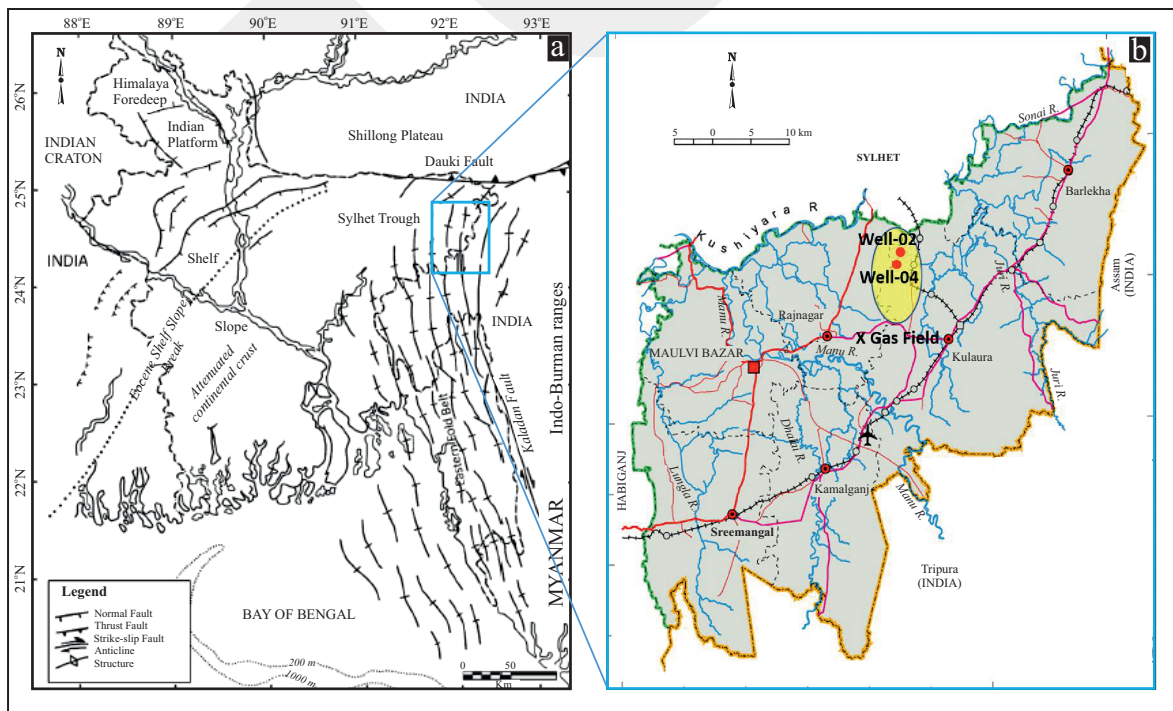 88°E 89°E 90°E 91°E 92°E 93°E
a
N
26°N
25°N
24°N
23°N
22°N
21°N
Himalaya
Foredeep
Indian
Platform
INDIAN
CRATON
INDIA
Shillong Plateau
Dauki Fault
Sylhet Trough
INDIA
Shelf
Slope
INDIA
Eocene Shelf Slope
break
Attenuated
continental crust
Eastern Fold Belt
Kaladan Fault
Indo-Burman ranges
MYANMAR
BAY OF BENGAL
200 m
1000 m
Legend
Normal Fault
Thrust Fault
Strike-slip Fault
Anticline
Structure
0 50
Km
b
N
5 0 5 10 km
SYLHET
Sonai R.
Barlekha
Kushiyara R
Well-02
Well-04
Juri R.
Assam
(INDIA)
Manu R.
Rajnagar
Manu R.
X Gas Field
Kulaura
MAULVI BAZAR
Juri R.
Dhalai R.
Lungla R.
HABIGANJ
Kamalganj
Manu R.
Sreemangal
Tripura
(INDIA)